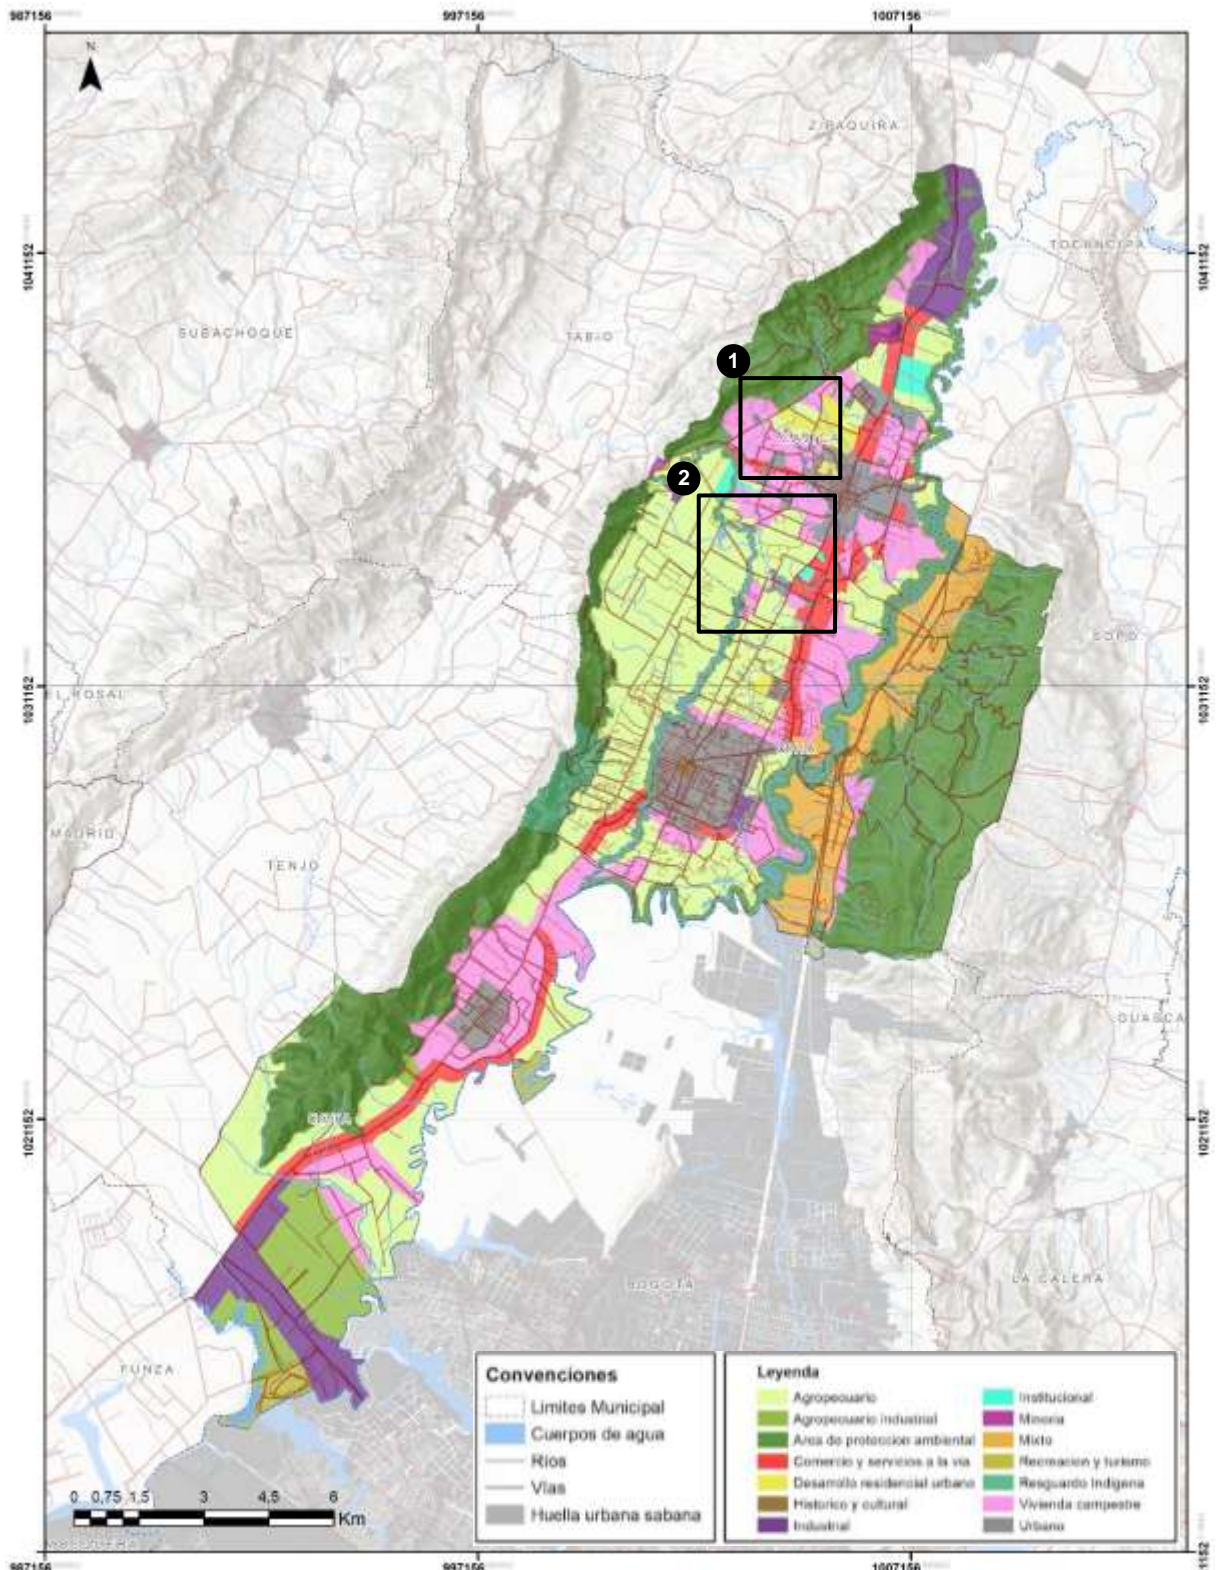 987156
997156
1007156
N
ZIPAQUIRA
1041152
TOCANCIPA
1041152
SUBACHOQUE
TABIO
1
2
SOPO
EL ROSAL
1031152
1031152
MADRID
TENJO
GUASCA
COTA
1021152
1021152
BOGOTA
LA CALERA
FUNZA
Convenciones
Limites Municipal
Cuerpos de agua
Rios
Vias
Huella urbana sabana
Leyenda
Agropecuario
Agropecuario industrial
Area de proteccion ambiental
Comercio y servicios a la via
Desarrollo residencial urbano
Historico y cultural
Industrial
Institucional
Mineria
Mixto
Recreacion y turismo
Resguardo Indigena
Vivienda campestre
Urbano
0 0,75 1,5 3 4,5 6
Km
987156
997156
1007156